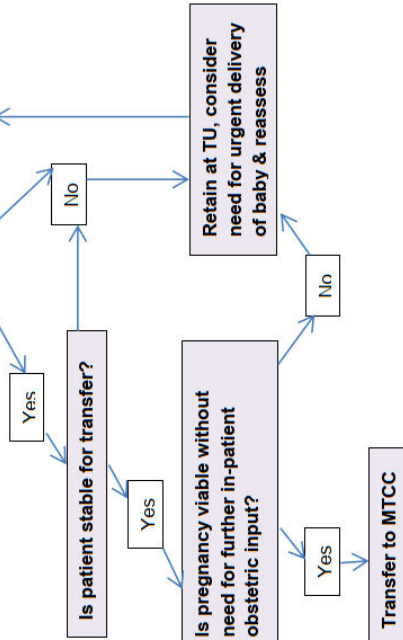 Yes
No
Is patient stable for transfer?
Yes
Retain at TU, consider
need for urgent delivery
of baby & reassess
Is pregnancy viable without
need for further in-patient
obstetric input?
No
Yes
Transfer to MTCC